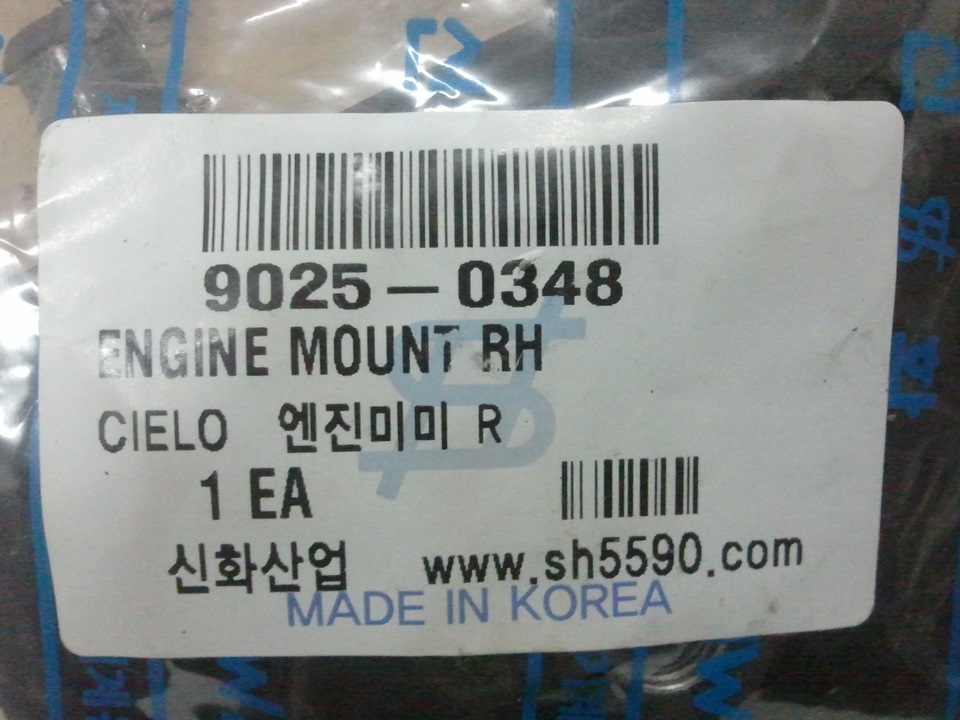 9025-0348
ENGINE MOUNT RH
CIELO 엔진미미 R
1 EA
신화산업 www.sh5590.com
MADE IN KOREA